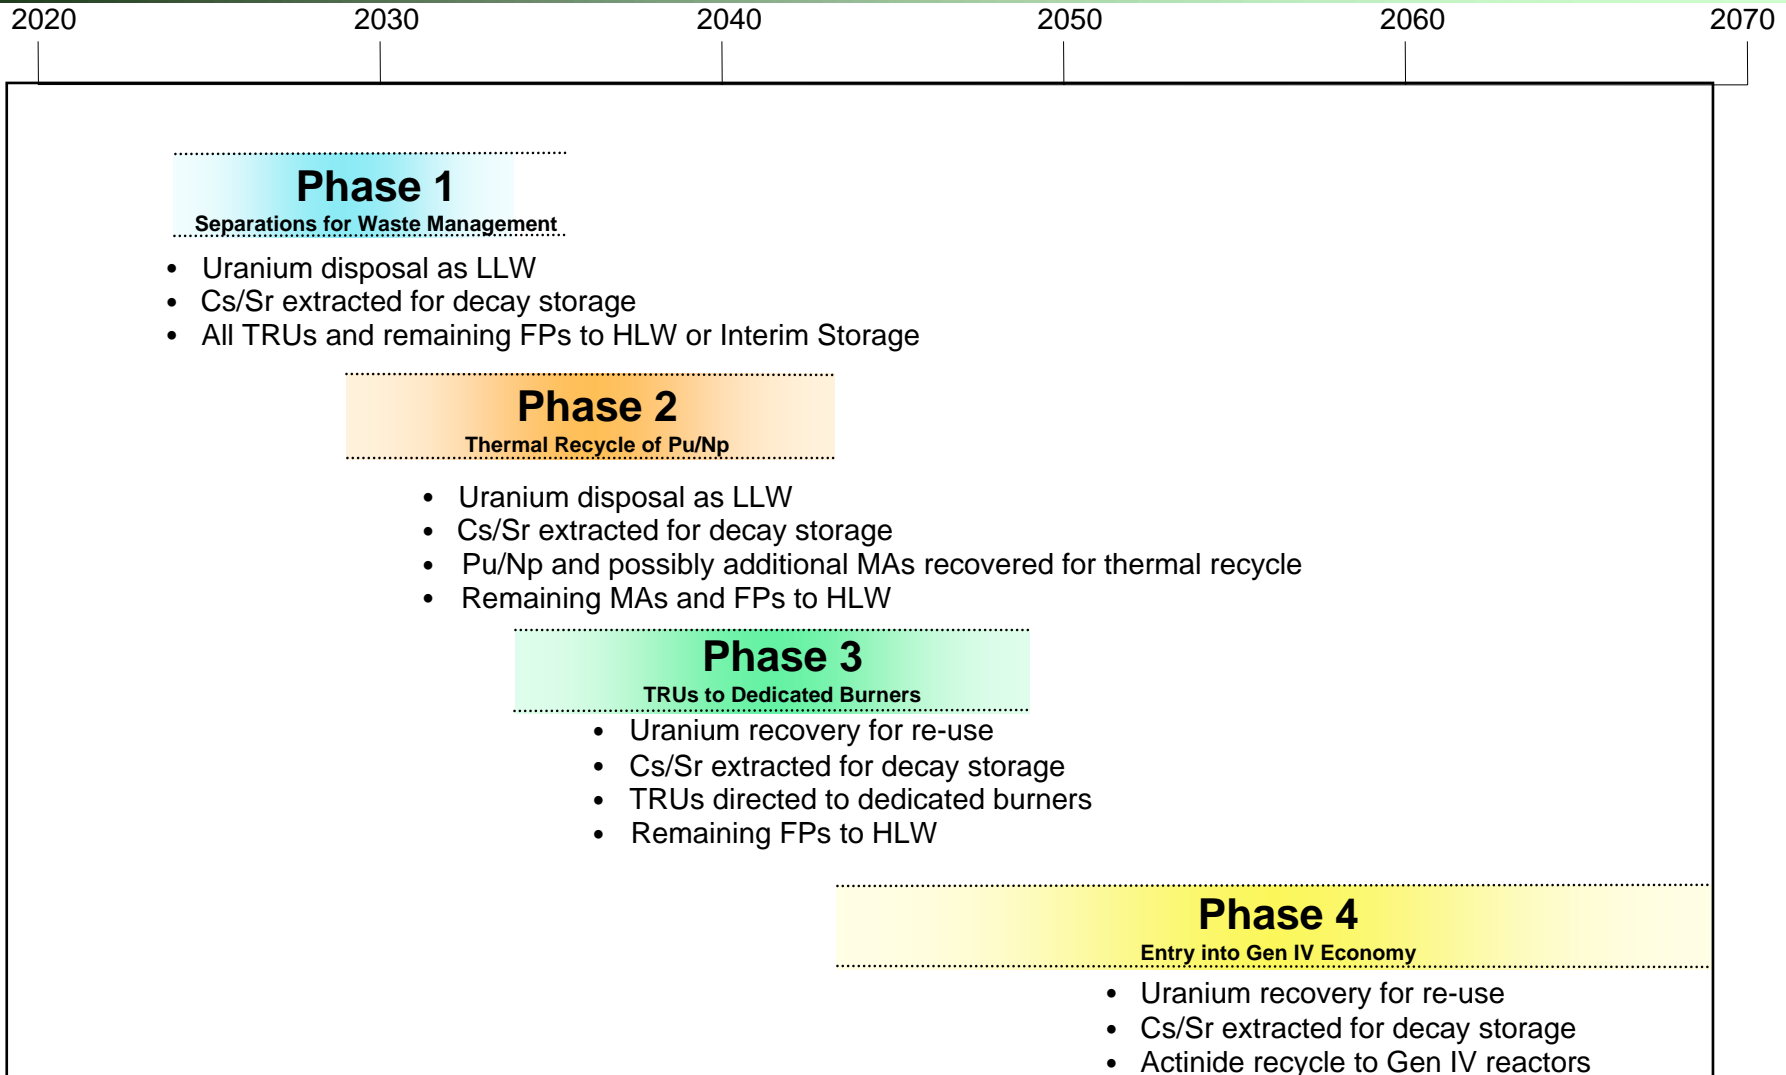 2020 2030 2040 2050 2060 2070
Phase 1
Separations for Waste Management
• Uranium disposal as LLW
• Cs/Sr extracted for decay storage
• All TRUs and remaining FPs to HLW or Interim Storage
Phase 2
Thermal Recycle of Pu/Np
• Uranium disposal as LLW
• Cs/Sr extracted for decay storage
• Pu/Np and possibly additional MAs recovered for thermal recycle
• Remaining MAs and FPs to HLW
Phase 3
TRUs to Dedicated Burners
• Uranium recovery for re-use
• Cs/Sr extracted for decay storage
• TRUs directed to dedicated burners
• Remaining FPs to HLW
Phase 4
Entry into Gen IV Economy
• Uranium recovery for re-use
• Cs/Sr extracted for decay storage
• Actinide recycle to Gen IV reactors